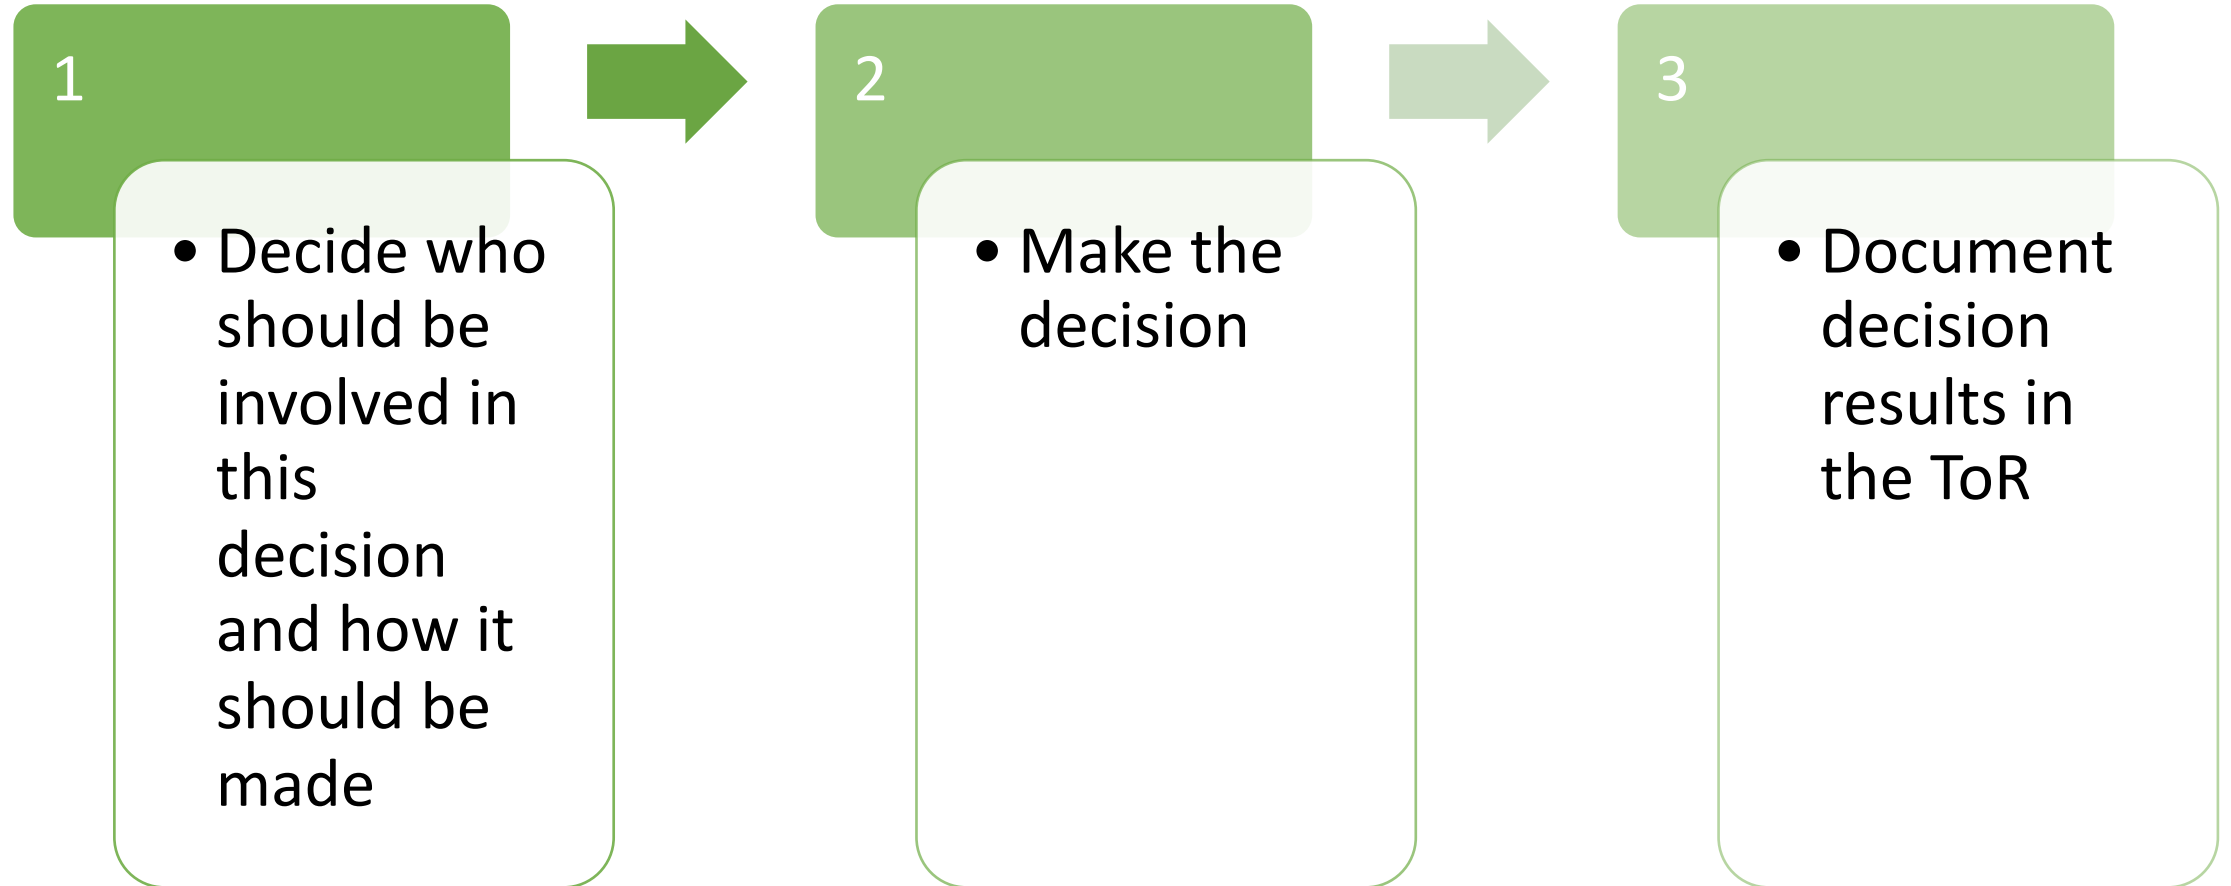 1
• Decide who
should be
involved in
this
decision
and how it
should be
made
2
• Make the
decision
3
• Document
decision
results in
the ToR